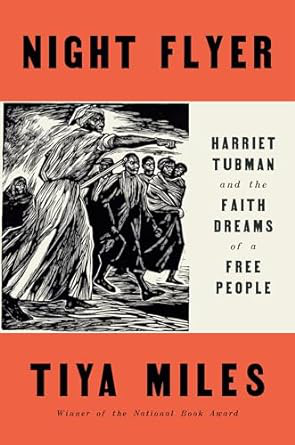 NIGHT FLYER
HARRIET
TUBMAN
and the
FAITH
DREAMS
of a
FREE
PEOPLE
TIYA MILES
Winner of the National Book Award